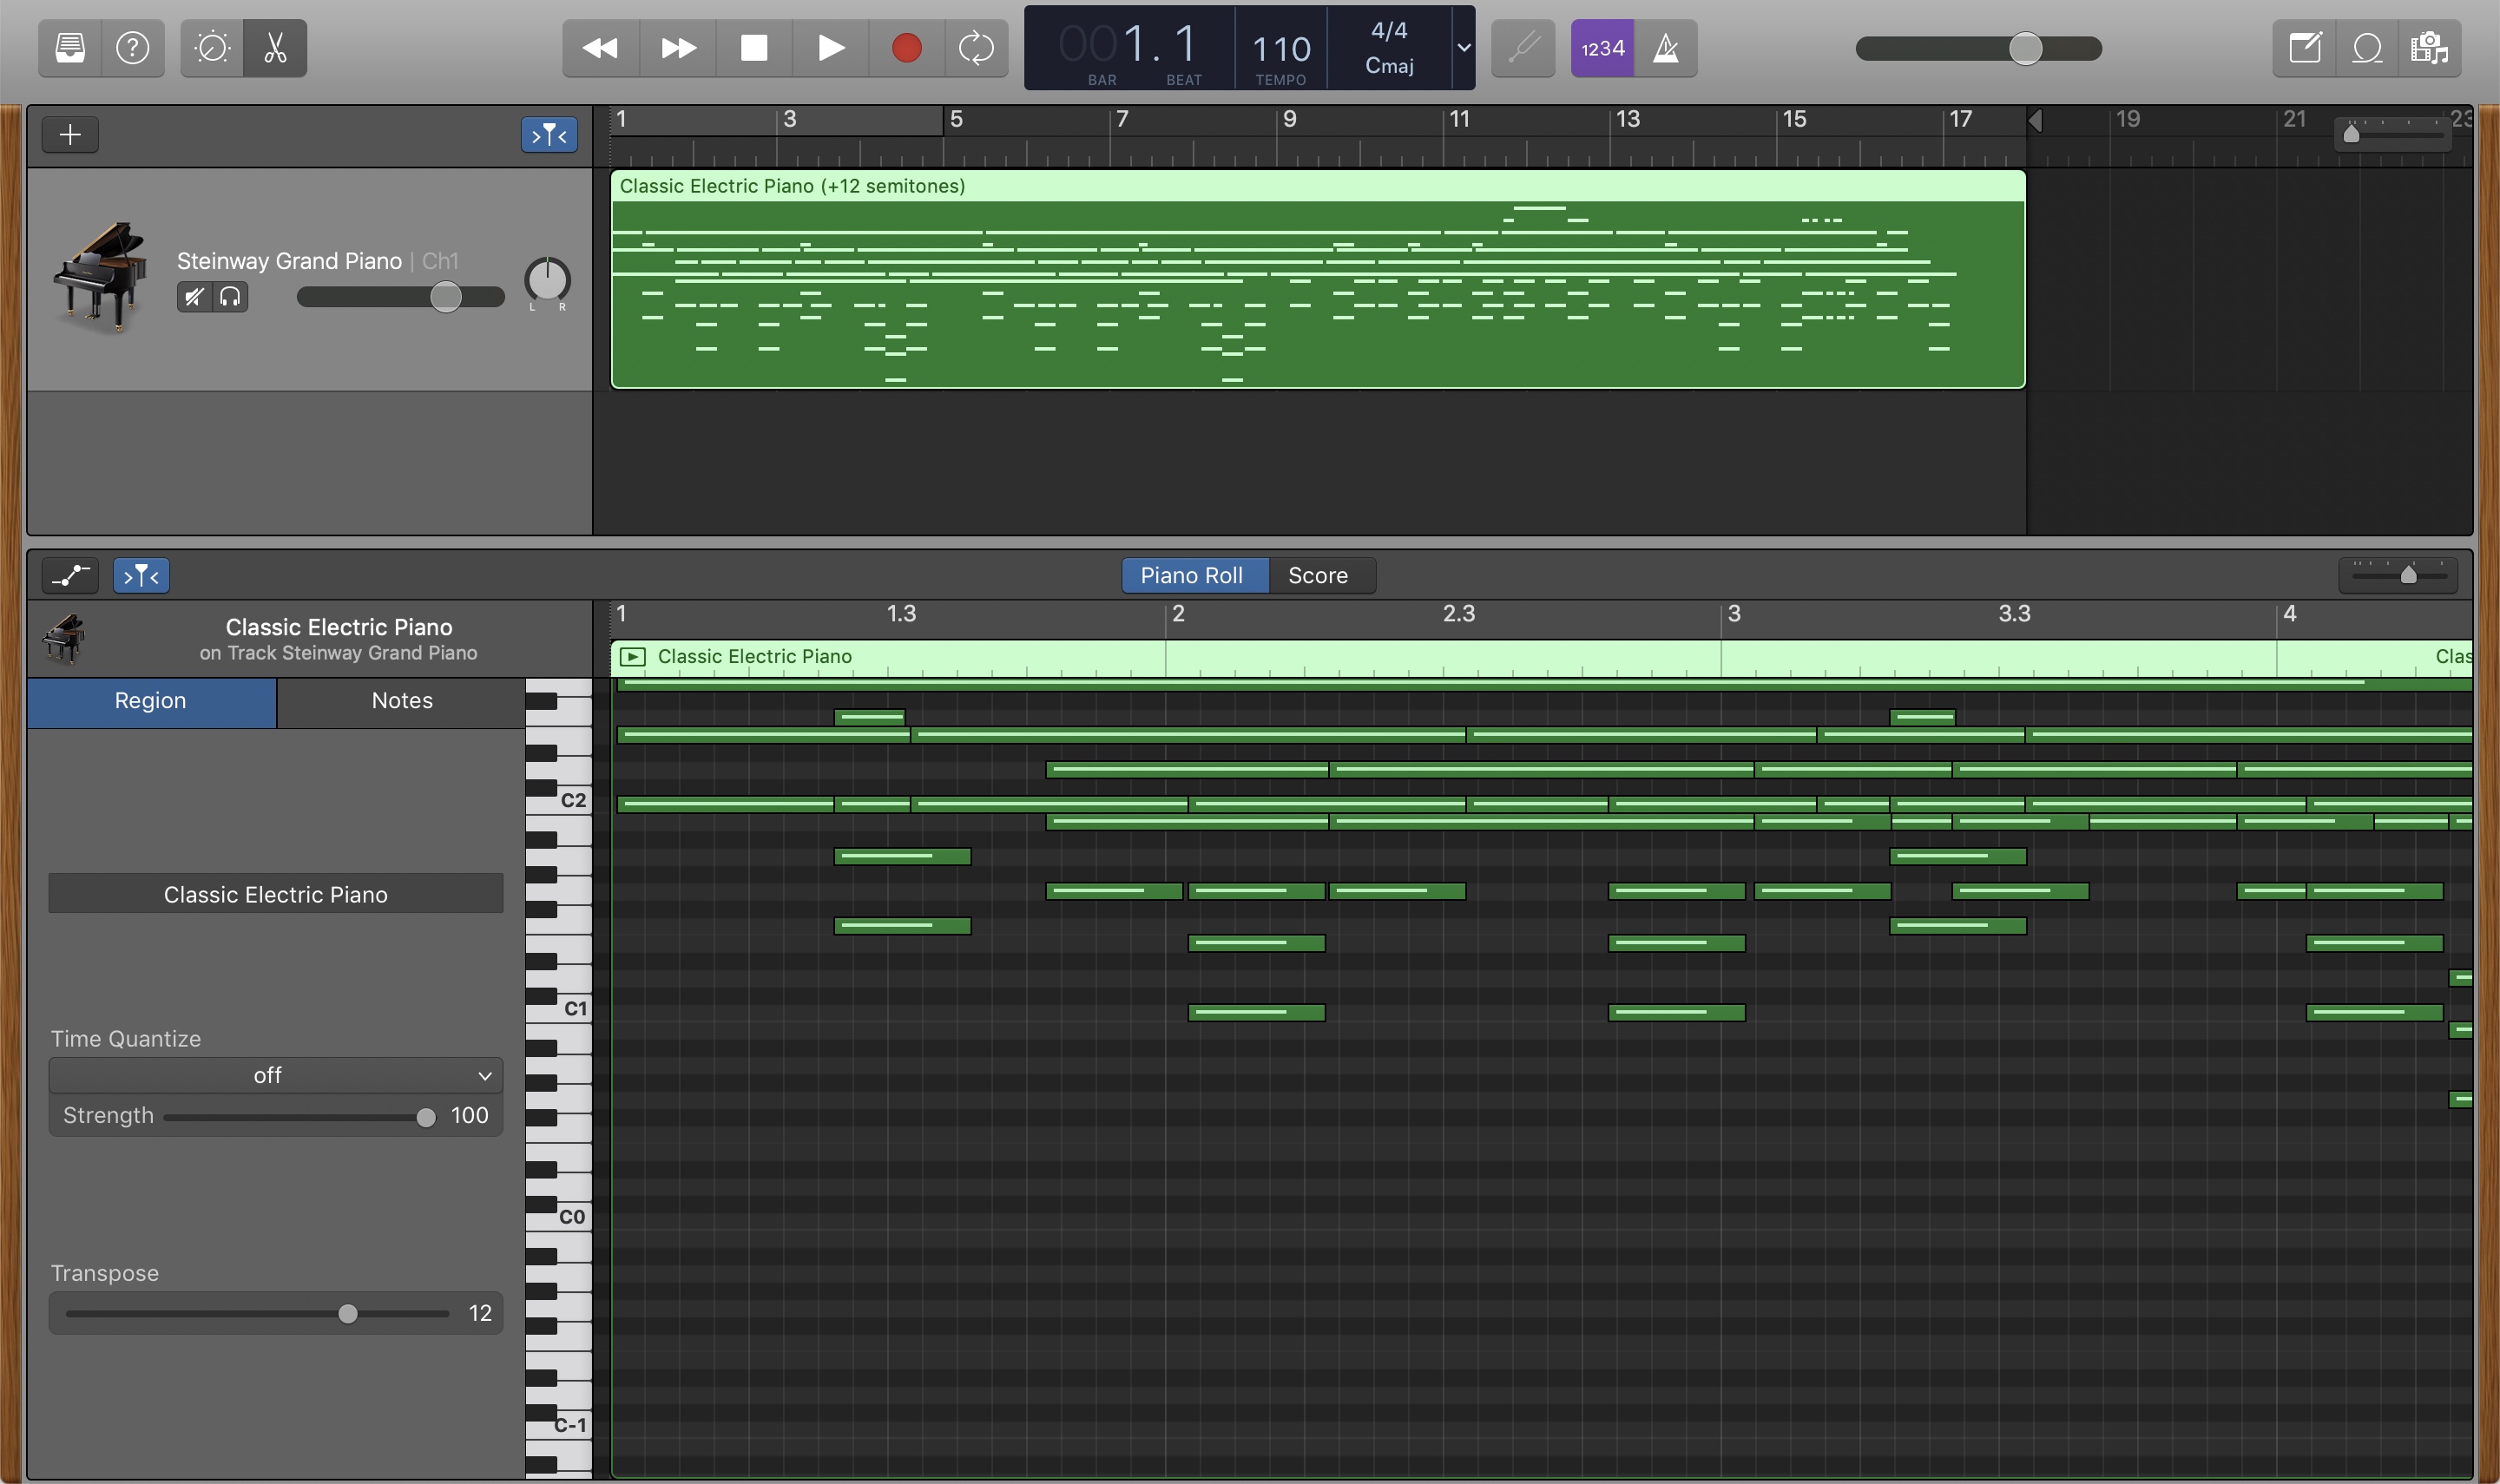 001. 1
BAR
BEAT
110
TEMPO
4/4
Cmaj
1234
1
3
5
7
9
11
13
15
17
19
21
23
Classic Electric Piano (+12 semitones)
Steinway Grand Piano | Ch1
L
R
Piano Roll
Score
Classic Electric Piano
on Track Steinway Grand Piano
1
1.3
2
2.3
3
3.3
4
Classic Electric Piano
Clas
Region
Notes
C2
C1
C0
C-1
Classic Electric Piano
Time Quantize
off
Strength
100
Transpose
12